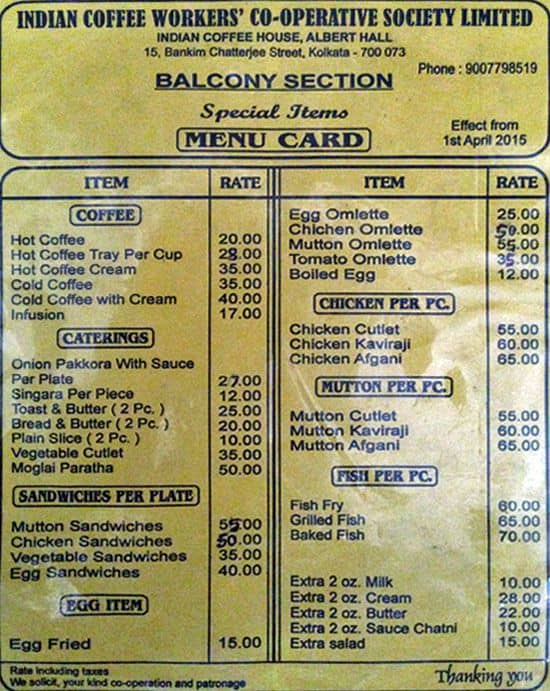 INDIAN COFFEE WORKERS' CO-OPERATIVE SOCIETY LIMITED
INDIAN COFFEE HOUSE, ALBERT HALL
15, Bankim Chatterjee Street, Kolkata - 700 073
Phone : 9007798519
BALCONY SECTION
Special Items
MENU CARD
Effect from
1st April 2015
ITEM RATE
COFFEE
Hot Coffee 20.00
Hot Coffee Tray Per Cup 28.00
Hot Coffee Cream 35.00
Cold Coffee 35.00
Cold Coffee with Cream 40.00
Infusion 17.00
CATERINGS
Onion Pakkora With Sauce
Per Plate 27.00
Singara Per Piece 12.00
Toast & Butter ( 2 Pc. ) 25.00
Bread & Butter ( 2 Pc. ) 20.00
Plain Slice ( 2 Pc. ) 10.00
Vegetable Cutlet 35.00
Moglai Paratha 50.00
SANDWICHES PER PLATE
Mutton Sandwiches 55.00
Chicken Sandwiches 50.00
Vegetable Sandwiches 35.00
Egg Sandwiches 40.00
EGG ITEM
Egg Fried 15.00
ITEM RATE
Egg Omlette 25.00
Chichen Omlette 50.00
Mutton Omlette 55.00
Tomato Omlette 35.00
Boiled Egg 12.00
CHICKEN PER PC.
Chicken Cutlet 55.00
Chicken Kaviraji 60.00
Chicken Afgani 65.00
MUTTON PER PC.
Mutton Cutlet 55.00
Mutton Kaviraji 60.00
Mutton Afgani 65.00
FISH PER PC.
Fish Fry 60.00
Grilled Fish 65.00
Baked Fish 70.00
Extra 2 oz. Milk 10.00
Extra 2 oz. Cream 28.00
Extra 2 oz. Butter 22.00
Extra 2 oz. Sauce Chatni 10.00
Extra salad 15.00
Rate including taxes
We solicit, your kind co-operation and patronage
Thanking you